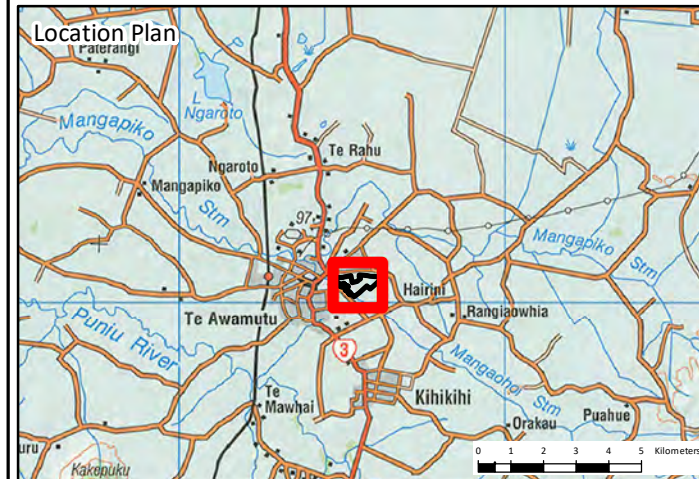 Location Plan
Paterangi
L
Ngaroto
Mangapiko
Te Rahu
Ngaroto
Mangapiko
Stm
97
Mangapiko
Stm
Hairini
Rangiaowhia
Te Awamutu
Puniu River
3
Mangaohoi
Stm
Kihikihi
Te
Mawhai
Puahue
Orakau
uru
Kakepuku
0 1 2 3 4 5 Kilometers